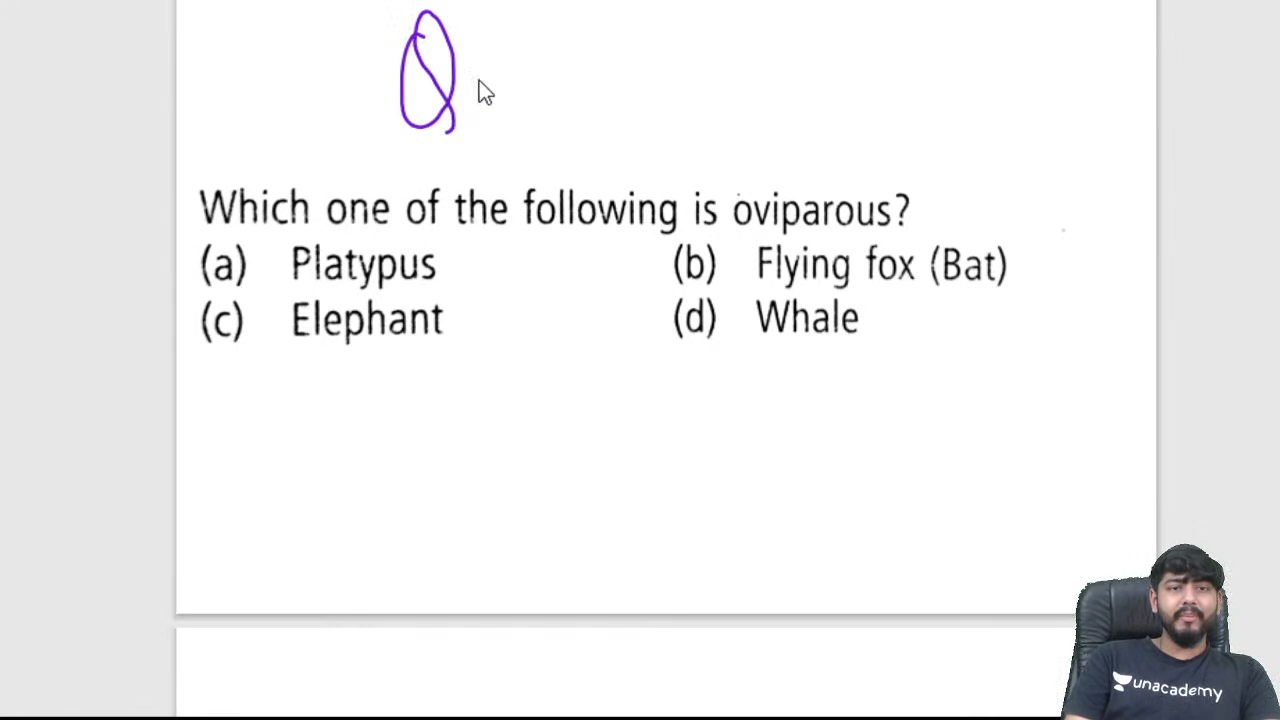 Q
Which one of the following is oviparous?
(a) Platypus (b) Flying fox (Bat)
(c) Elephant (d) Whale
unacademy